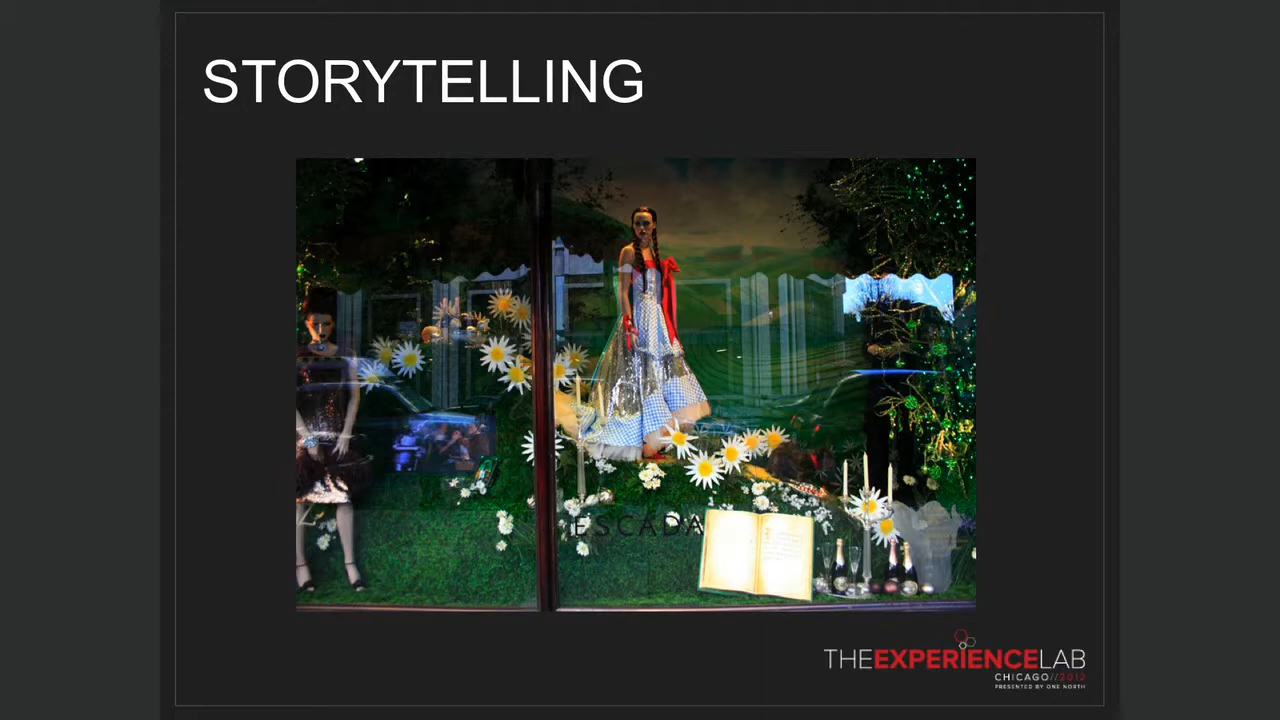 STORYTELLING
ESCADA
THEEXPERIENCELAB
CHICAGO//2012
PRESENTED BY ONE NORTH